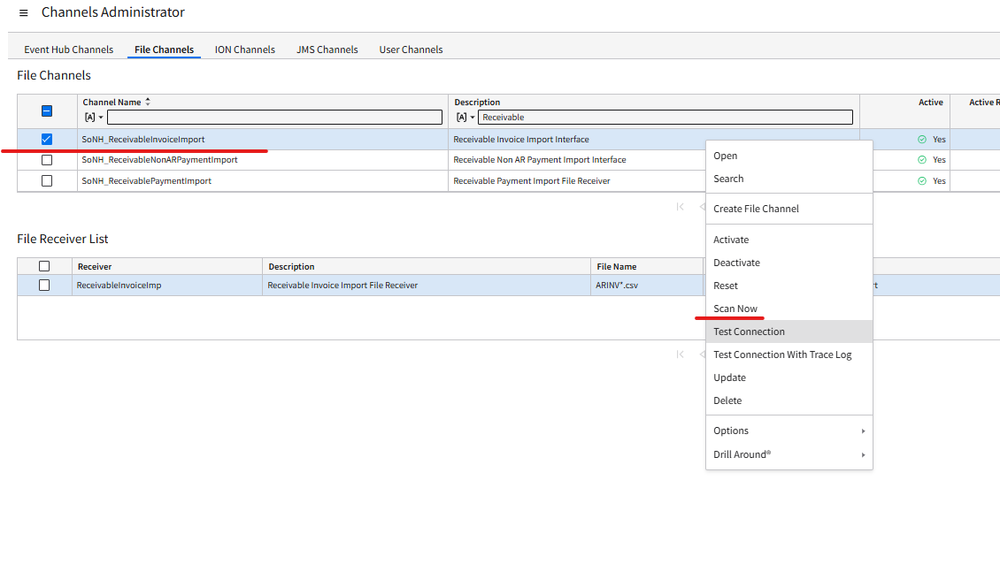 Channels Administrator
Event Hub Channels File Channels ION Channels JMS Channels User Channels
File Channels
Channel Name Description Active Active R
[A] [A] Receivable
SoNH_ReceivableInvoiceImport Receivable Invoice Import Interface Yes
SoNH_ReceivableNonARPaymentImport Receivable Non AR Payment Import Interface Yes
SoNH_ReceivablePaymentImport Receivable Payment Import File Receiver Yes
File Receiver List
Receiver Description File Name
ReceivableInvoiceImp Receivable Invoice Import File Receiver ARINV*.csv
Open
Search
Create File Channel
Activate
Deactivate
Reset
Scan Now
Test Connection
Test Connection With Trace Log
Update
Delete
Options
Drill Around®